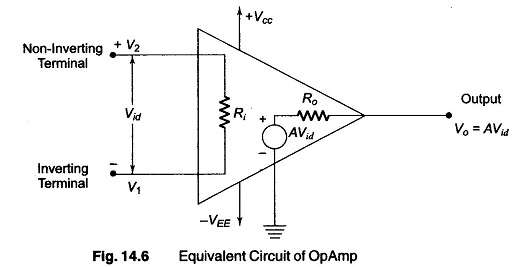 +Vcc
Non-Inverting
Terminal
+ V2
Vid
Ri
Ro
+
AVid
−
Output
Vo = AVid
Inverting
Terminal
−
V1
−VEE
Fig. 14.6 Equivalent Circuit of OpAmp